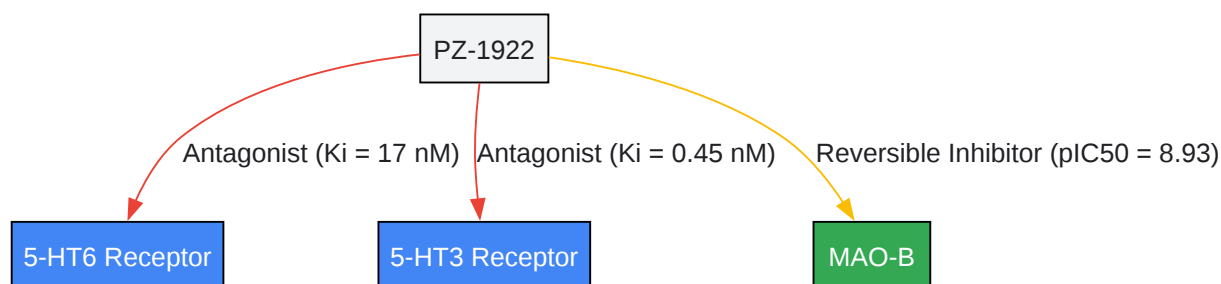 PZ-1922
Antagonist (Ki = 17 nM)
Antagonist (Ki = 0.45 nM)
Reversible Inhibitor (pIC50 = 8.93)
5-HT6 Receptor
5-HT3 Receptor
MAO-B